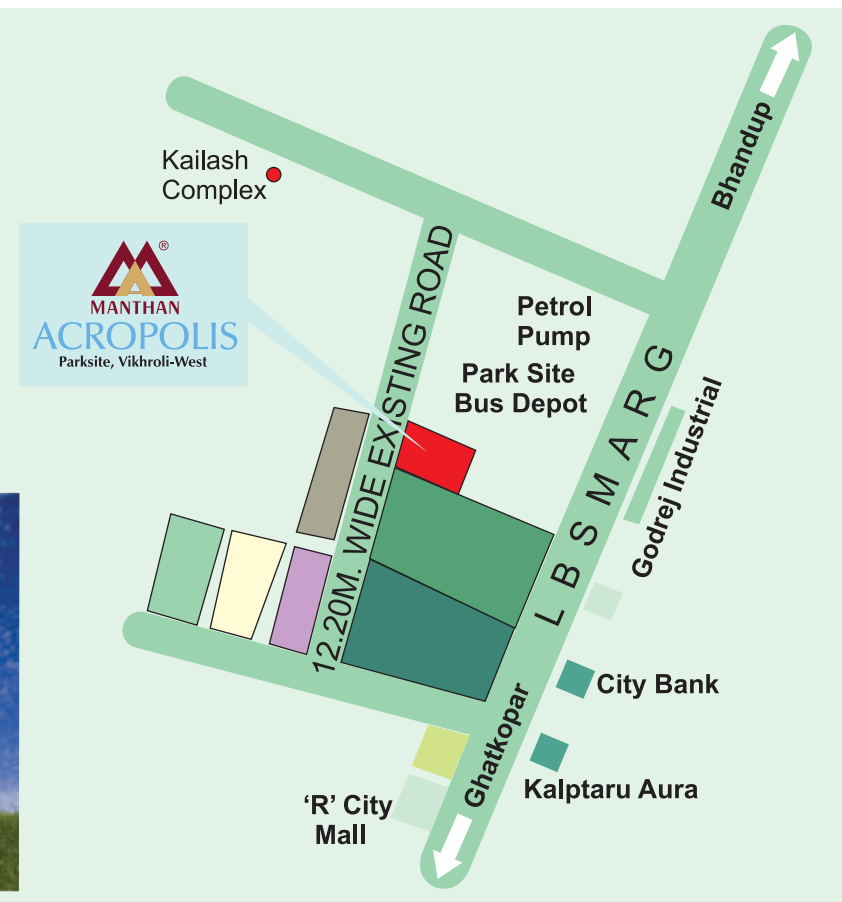 Bhandup
Kailash
Complex
®
MANTHAN
ACROPOLIS
Parksite, Vikhroli-West
12.20M. WIDE EXISTING ROAD
Petrol
Pump
Park Site
Bus Depot
L B S M A R G
Godrej Industrial
City Bank
Ghatkopar
Kalptaru Aura
‘R’ City
Mall